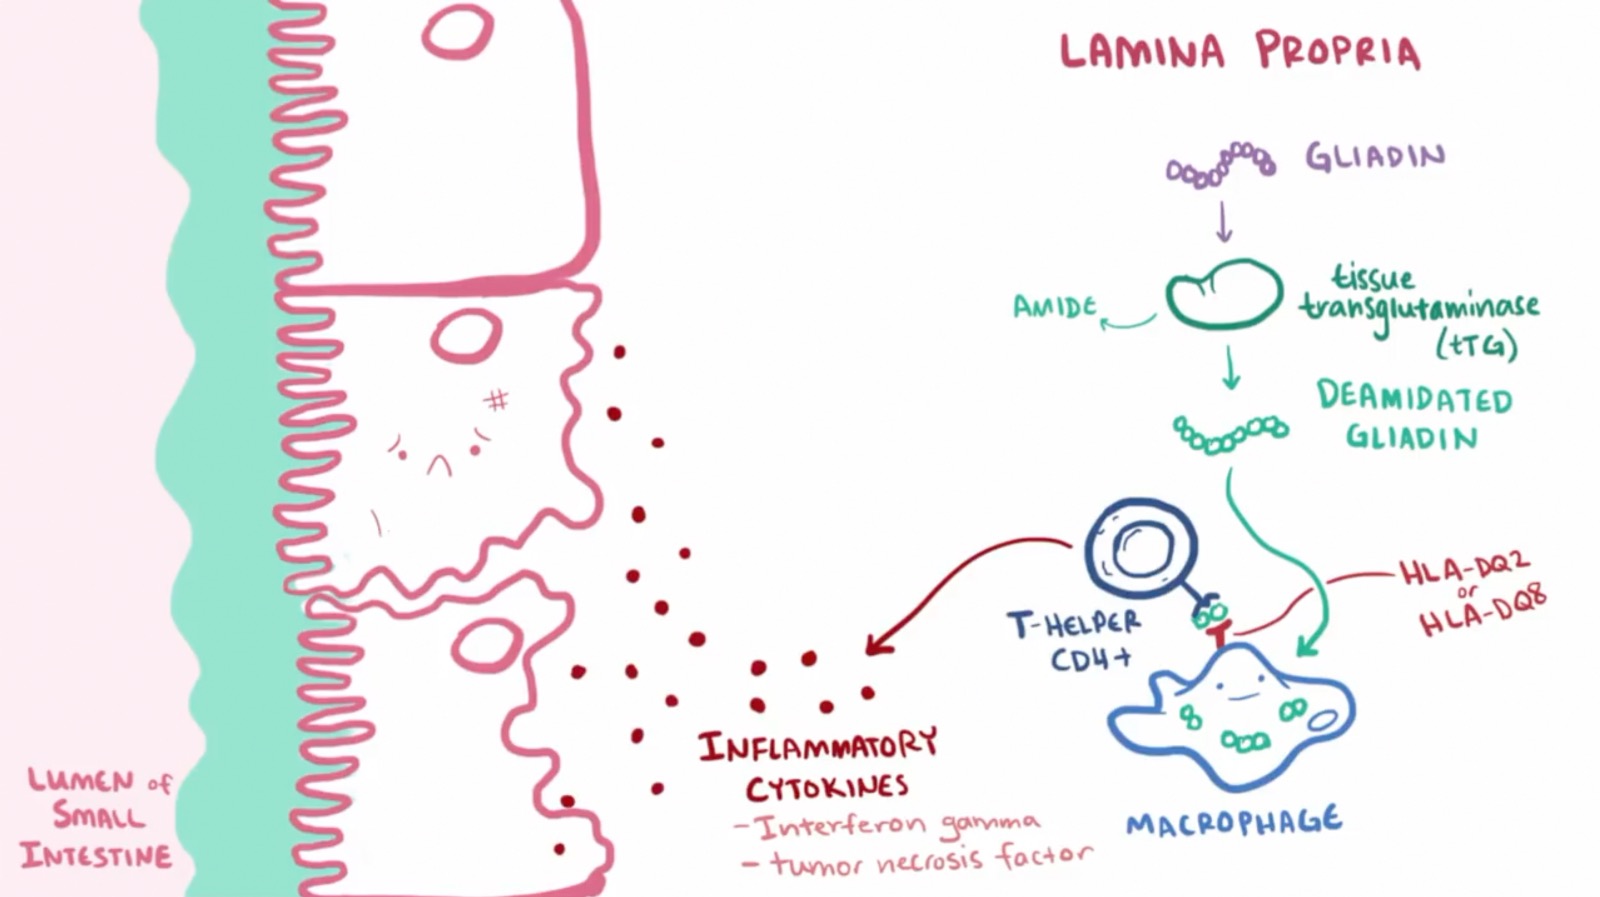 LAMINA PROPRIA
GLIADIN
tissue
transglutaminase
(tTG)
AMIDE
DEAMIDATED
GLIADIN
HLA-DQ2
or
HLA-DQ8
T-HELPER
CD4+
MACROPHAGE
INFLAMMATORY
CYTOKINES
- Interferon gamma
- tumor necrosis factor
LUMEN of
SMALL
INTESTINE